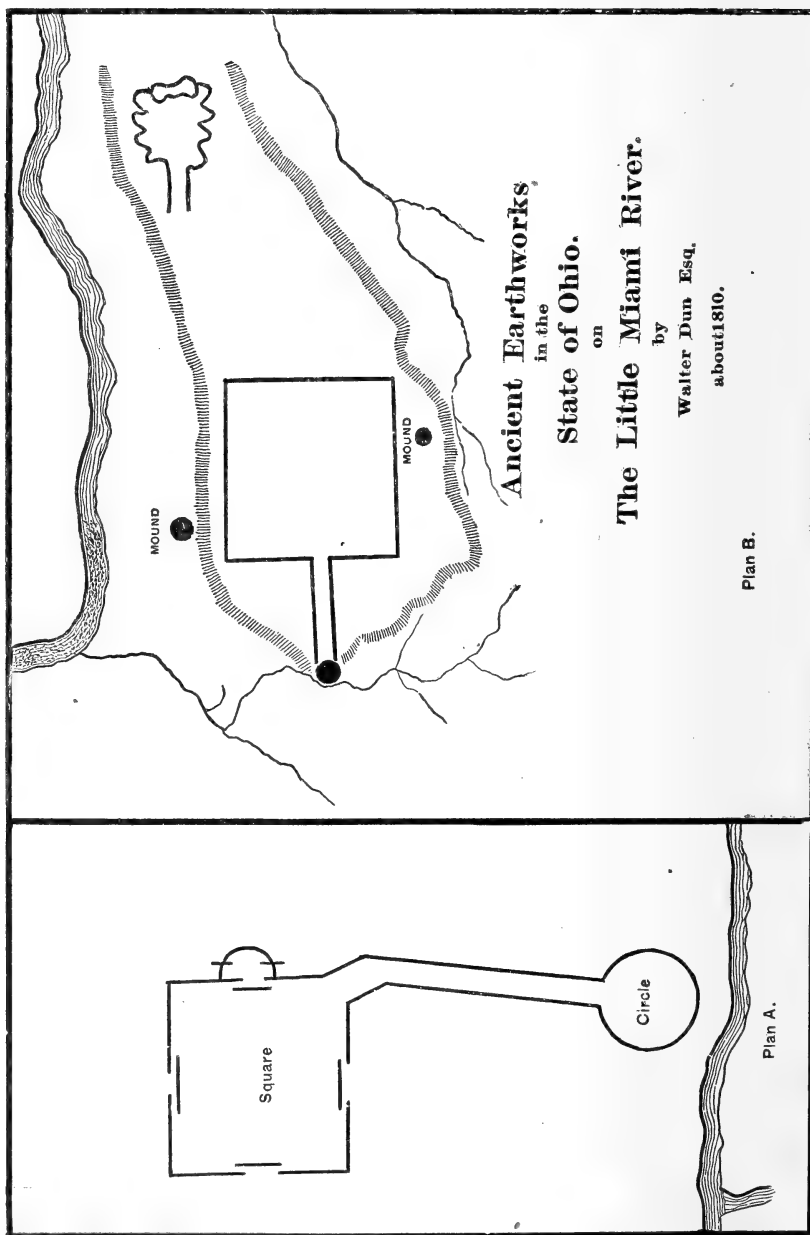 Square
Circle
Plan A.
MOUND
MOUND
Ancient Earthworks
in the
State of Ohio.
on
The Little Miami River.
by
Walter Dun Esq.
about 1810.
Plan B.